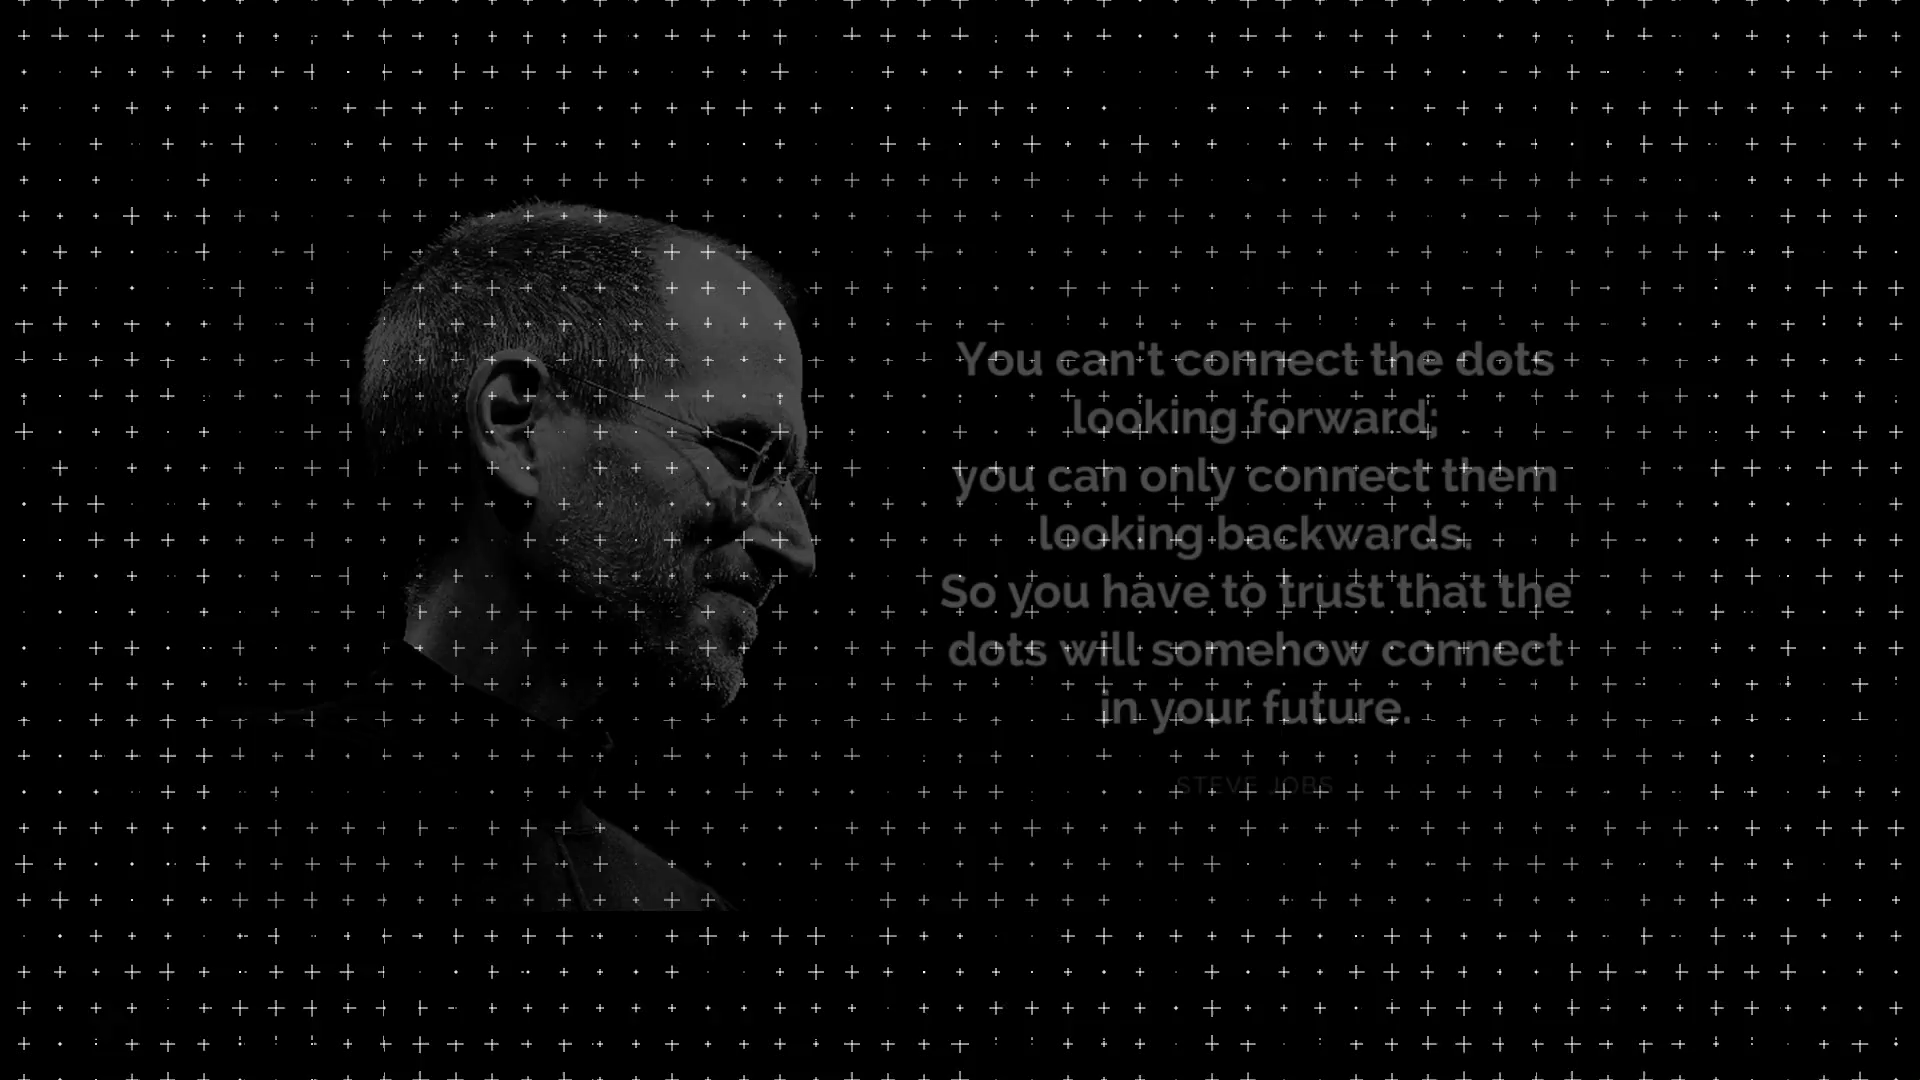 You can't connect the dots
looking forward;
you can only connect them
looking backwards.
So you have to trust that the
dots will somehow connect
in your future.
STEVE JOBS